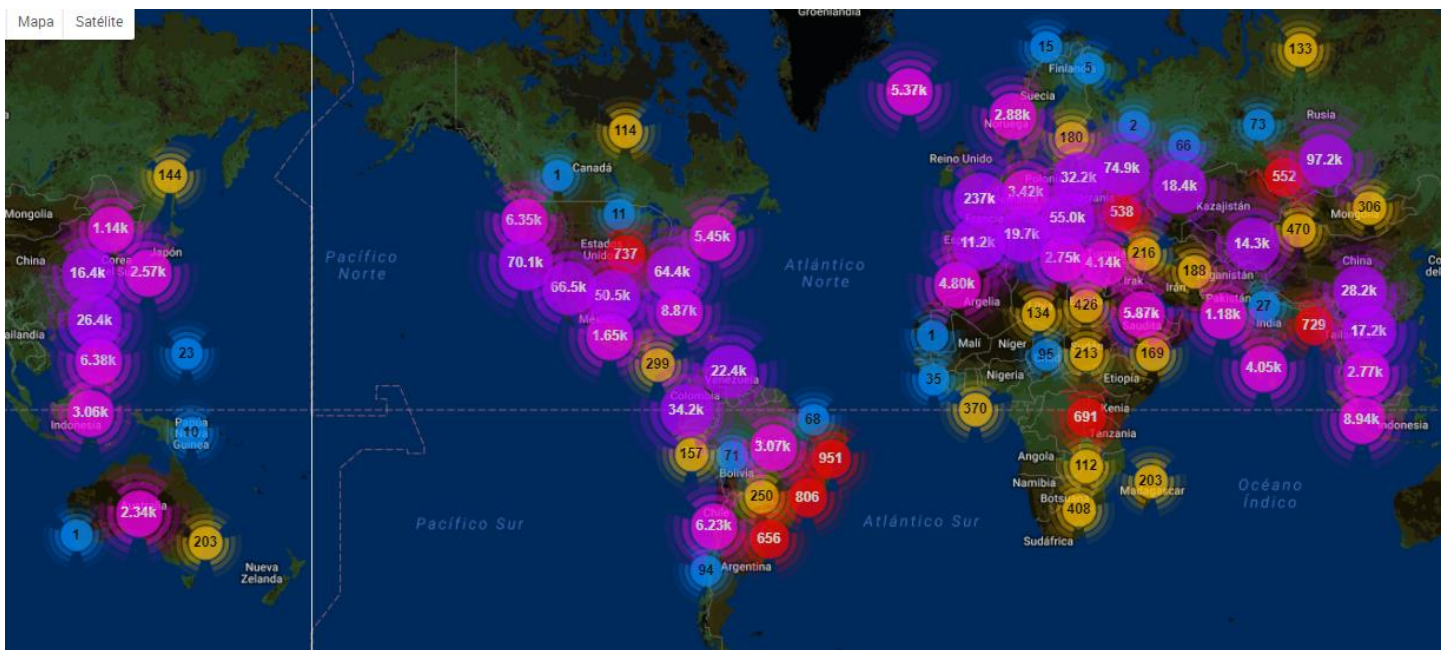 Mapa Satélite
Groenlandia
15
133
Finlandia
5
5.37k
Suecia
2.88k
Noruega
Rusia
114
180
2
73
66
Reino Unido
97.2k
Canadá
74.9k
32.2k
552
144
1
3.42k
18.4k
237k
Kazajistán
306
Mongolia
6.35k
11
55.0k
538
Mongolia
1.14k
5.45k
19.7k
470
11.2k
14.3k
Estados
Unidos
737
Japón
China
Corea
Pacífico
Norte
Atlántico
Norte
216
China
16.4k
2.57k
70.1k
64.4k
2.75k
4.14k
188
Irak
Irán
4.80k
Argelia
66.5k
50.5k
28.2k
Pakistán
8.87k
134
426
5.87k
Saudita
1.18k
27
India
26.4k
729
17.2k
1.65k
1
Malí
Níger
23
95
213
169
6.38k
299
22.4k
Venezuela
4.05k
2.77k
35
Nigeria
Etiopía
34.2k
Colombia
370
3.06k
Indonesia
68
691
Kenia
8.94k
Indonesia
10
Papúa
Nueva
Guinea
Tanzania
3.07k
157
71
951
Bolivia
Angola
112
203
Madagascar
Namibia
Botsuana
Océano
Índico
250
806
408
2.34k
Chile
6.23k
Pacífico Sur
Atlántico Sur
1
203
656
Sudáfrica
Nueva
Zelanda
94
Argentina